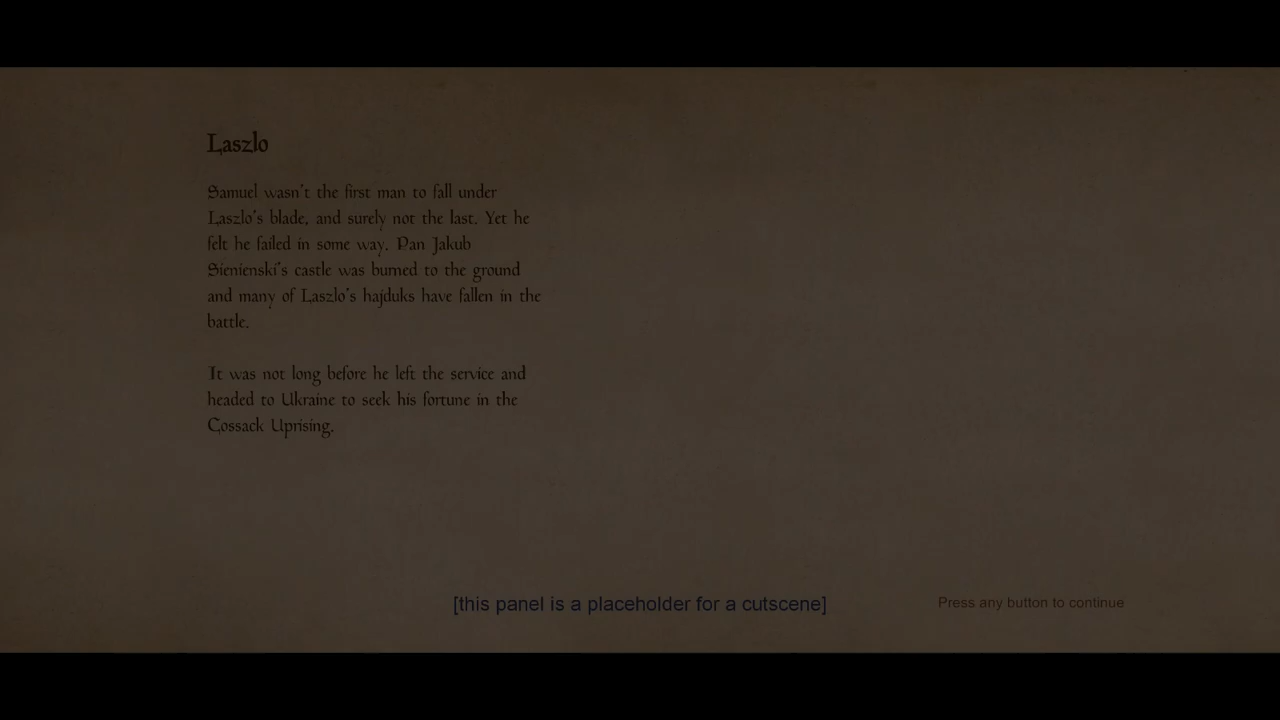 Laszlo
Samuel wasn't the first man to fall under
Laszlo's blade, and surely not the last. Yet he
felt he failed in some way. Pan Jakub
Sienienski's castle was burned to the ground
and many of Laszlo's hajduks have fallen in the
battle.
It was not long before he left the service and
headed to Ukraine to seek his fortune in the
Cossack Uprising.
[this panel is a placeholder for a cutscene]
Press any button to continue